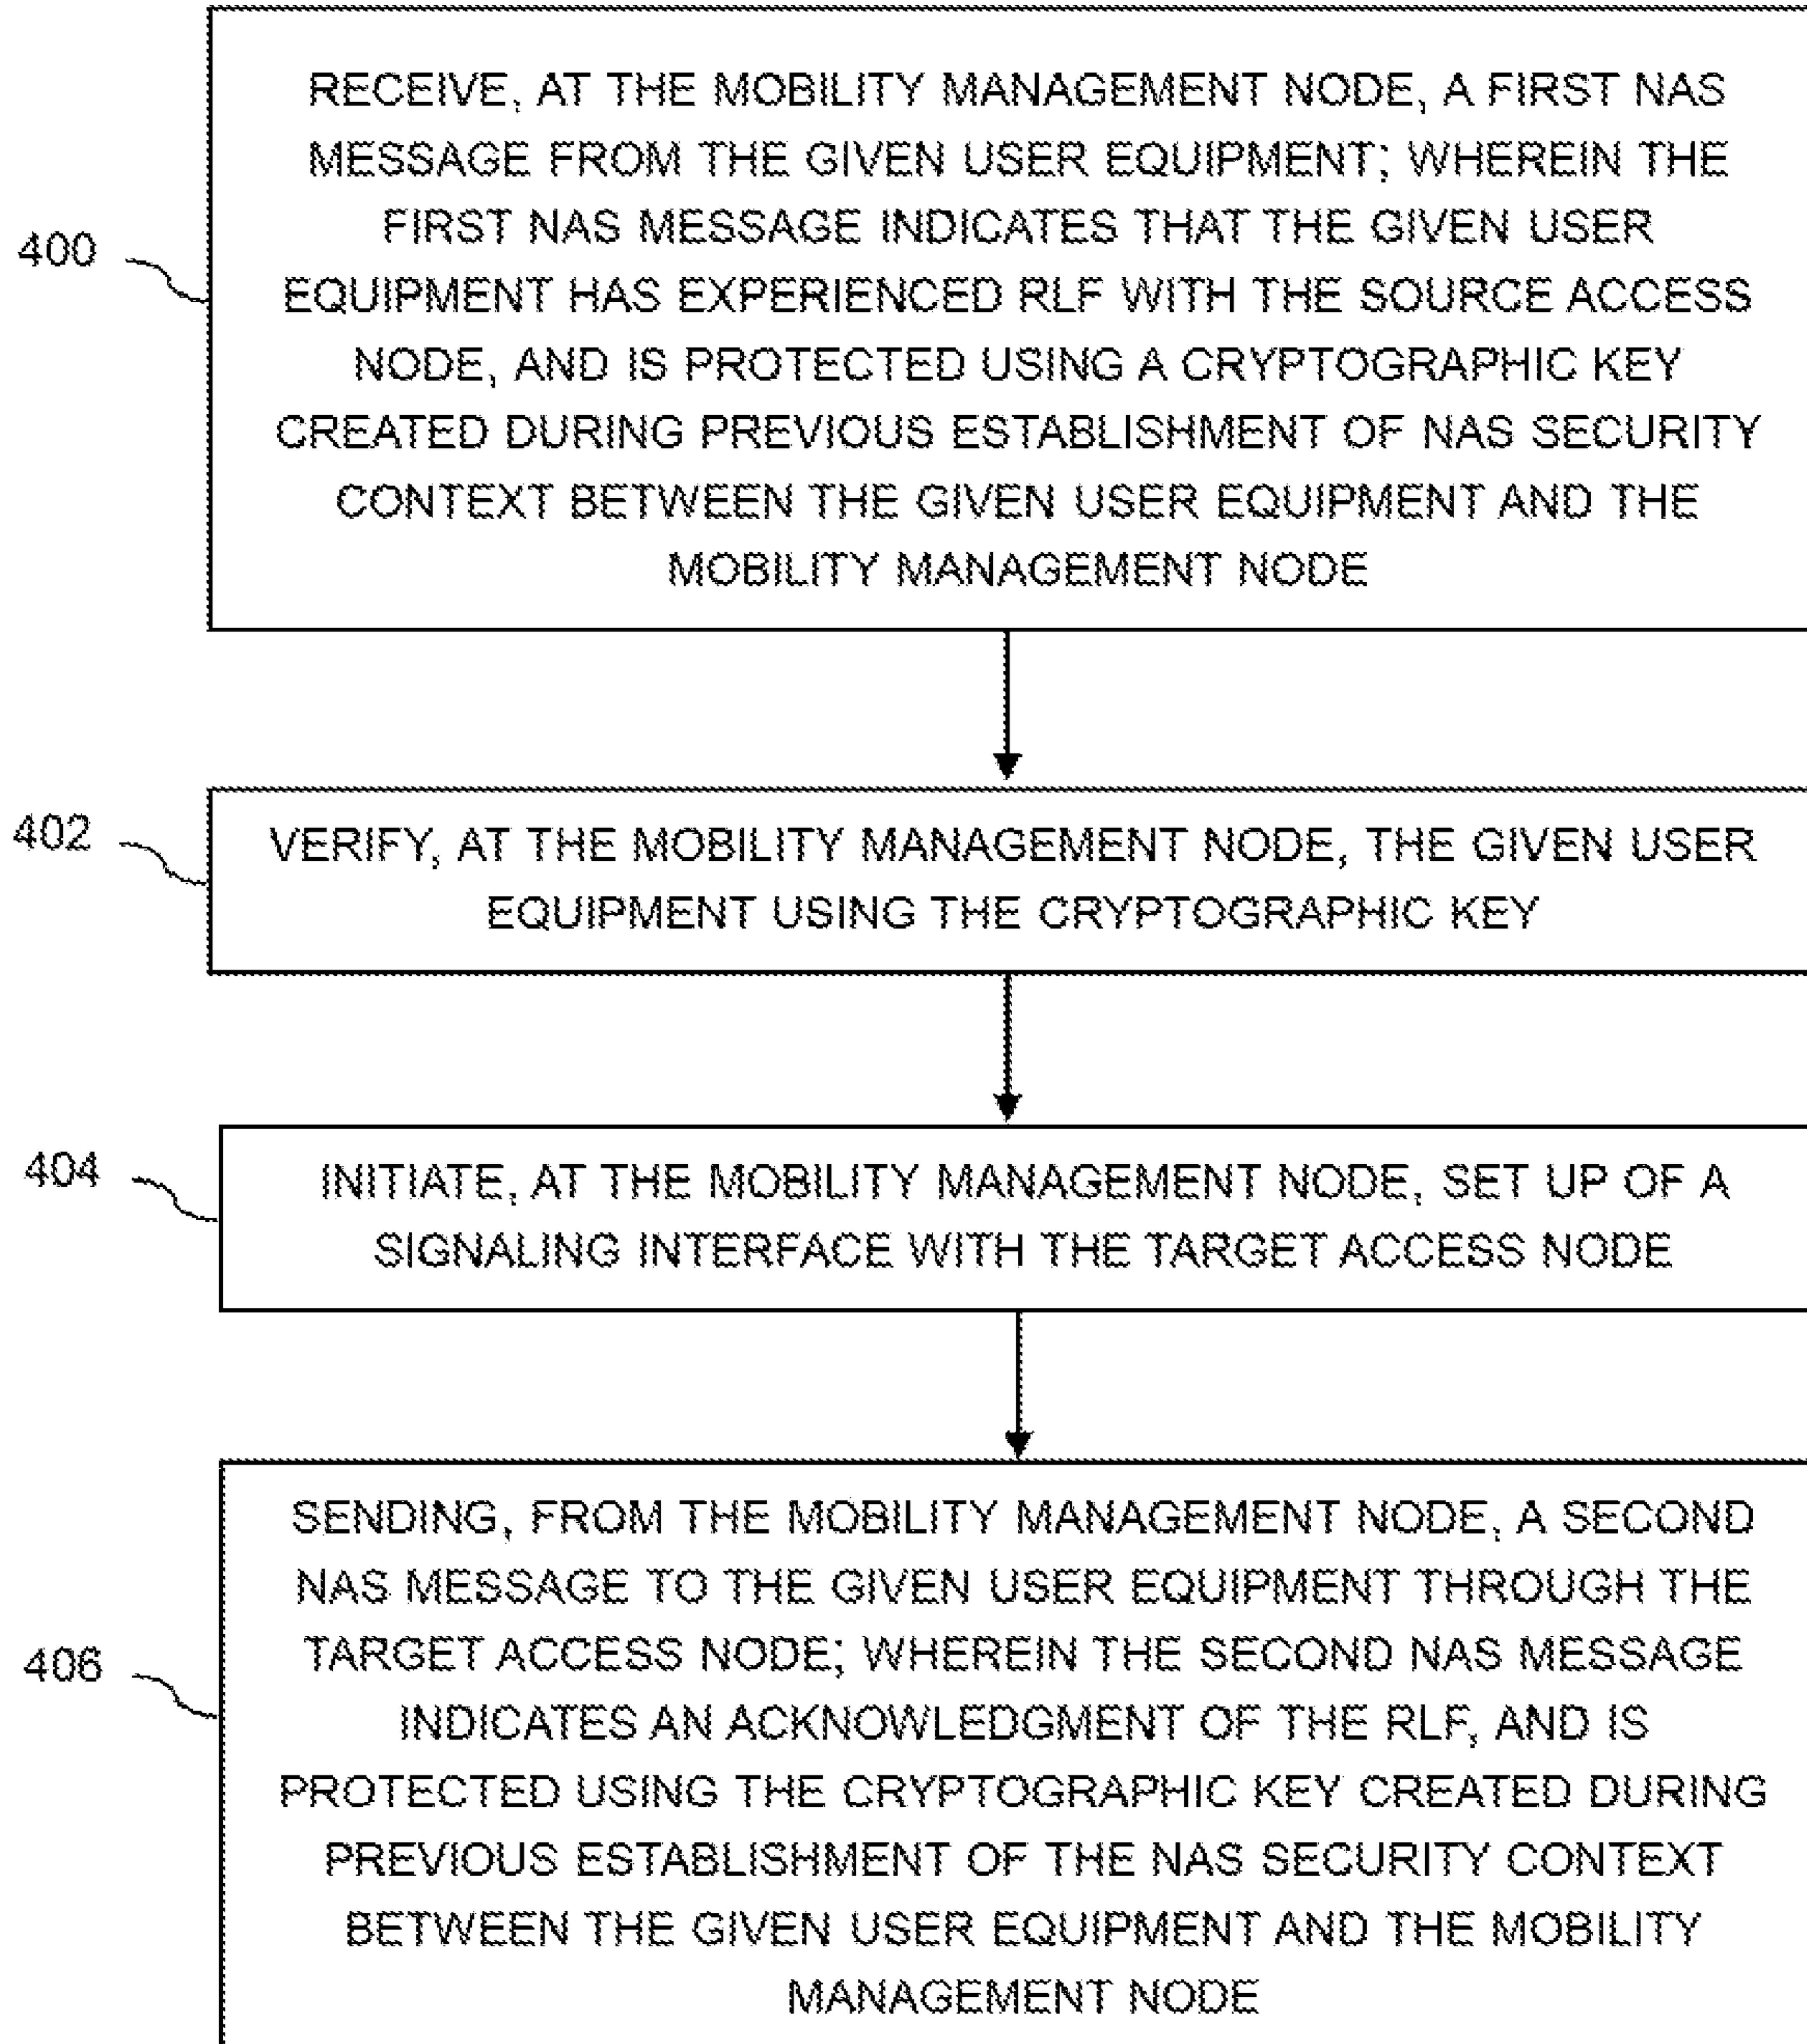 400
RECEIVE, AT THE MOBILITY MANAGEMENT NODE, A FIRST NAS
MESSAGE FROM THE GIVEN USER EQUIPMENT; WHEREIN THE
FIRST NAS MESSAGE INDICATES THAT THE GIVEN USER
EQUIPMENT HAS EXPERIENCED RLF WITH THE SOURCE ACCESS
NODE, AND IS PROTECTED USING A CRYPTOGRAPHIC KEY
CREATED DURING PREVIOUS ESTABLISHMENT OF NAS SECURITY
CONTEXT BETWEEN THE GIVEN USER EQUIPMENT AND THE
MOBILITY MANAGEMENT NODE
402
VERIFY, AT THE MOBILITY MANAGEMENT NODE, THE GIVEN USER
EQUIPMENT USING THE CRYPTOGRAPHIC KEY
404
INITIATE, AT THE MOBILITY MANAGEMENT NODE, SET UP OF A
SIGNALING INTERFACE WITH THE TARGET ACCESS NODE
406
SENDING, FROM THE MOBILITY MANAGEMENT NODE, A SECOND
NAS MESSAGE TO THE GIVEN USER EQUIPMENT THROUGH THE
TARGET ACCESS NODE; WHEREIN THE SECOND NAS MESSAGE
INDICATES AN ACKNOWLEDGMENT OF THE RLF, AND IS
PROTECTED USING THE CRYPTOGRAPHIC KEY CREATED DURING
PREVIOUS ESTABLISHMENT OF THE NAS SECURITY CONTEXT
BETWEEN THE GIVEN USER EQUIPMENT AND THE MOBILITY
MANAGEMENT NODE